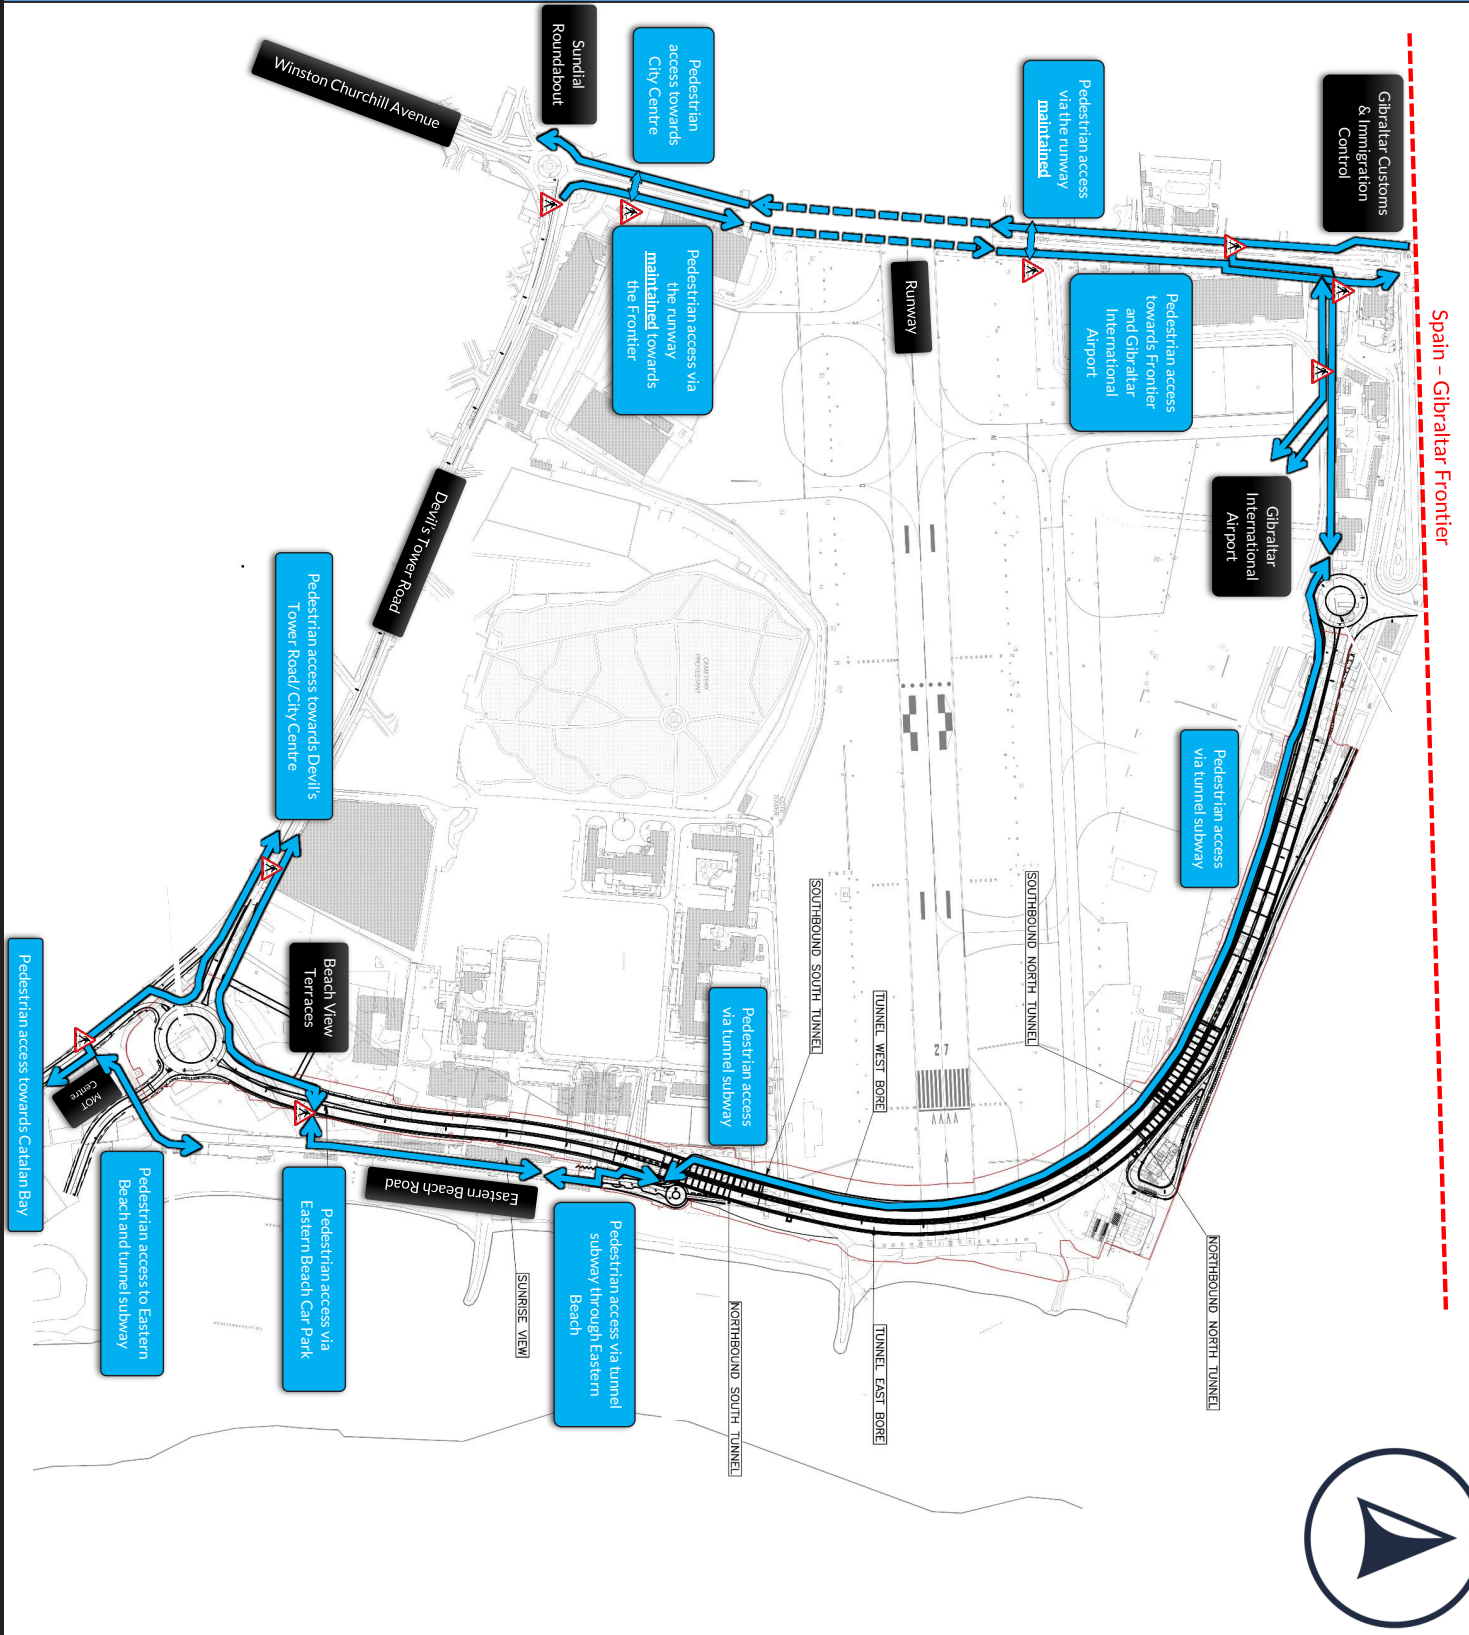 Spain – Gibraltar Frontier
Gibraltar Customs
& Immigration
Control
Pedestrian access
via the runway
maintained
Pedestrian
access towards
City Centre
Sundial
Roundabout
Winston Churchill Avenue
Pedestrian access
towards Frontier
and Gibraltar
International
Airport
Runway
Pedestrian access via
the runway
maintained towards
the Frontier
Gibraltar
International
Airport
Devil's Tower Road
Pedestrian access towards Devil's
Tower Road/ City Centre
CEMETERY
PROTESTANT
Pedestrian access
via tunnel subway
SOUTHBOUND NORTH TUNNEL
SOUTHBOUND SOUTH TUNNEL
TUNNEL WEST BORE
27
Pedestrian access
via tunnel subway
Beach View
Terraces
MOT
Centre
Pedestrian access towards Catalan Bay
Pedestrian access to Eastern
Beach and tunnel subway
Pedestrian access via
Eastern Beach Car Park
Eastern Beach Road
Pedestrian access via tunnel
subway through Eastern
Beach
SUNRISE VIEW
NORTHBOUND SOUTH TUNNEL
TUNNEL EAST BORE
NORTHBOUND NORTH TUNNEL